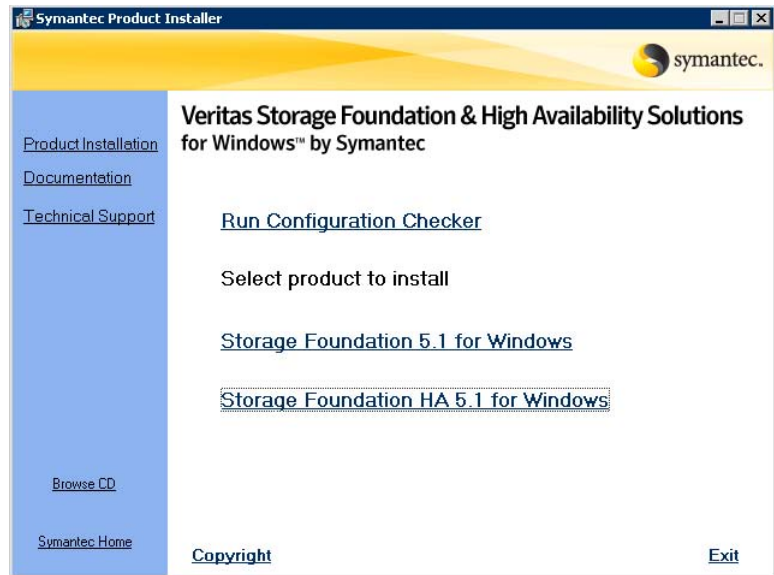 Symantec Product Installer
symantec.
Veritas Storage Foundation & High Availability Solutions
for Windows™ by Symantec
Product Installation
Documentation
Technical Support
Run Configuration Checker
Select product to install
Storage Foundation 5.1 for Windows
Storage Foundation HA 5.1 for Windows
Browse CD
Symantec Home
Copyright
Exit